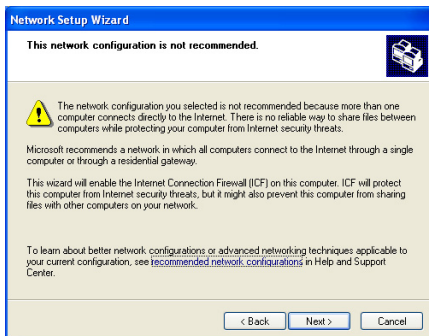 Network Setup Wizard
This network configuration is not recommended.
The network configuration you selected is not recommended because more than one
computer connects directly to the Internet. There is no reliable way to share files between
computers while protecting your computer from Internet security threats.
Microsoft recommends a network in which all computers connect to the Internet through a single
computer or through a residential gateway.
This wizard will enable the Internet Connection Firewall (ICF) on this computer. ICF will protect
this computer from Internet security threats, but it might also prevent this computer from sharing
files with other computers on your network.
To learn about better network configurations or advanced networking techniques applicable to
your current configuration, see recommended network configurations in Help and Support
Center.
< Back Next > Cancel